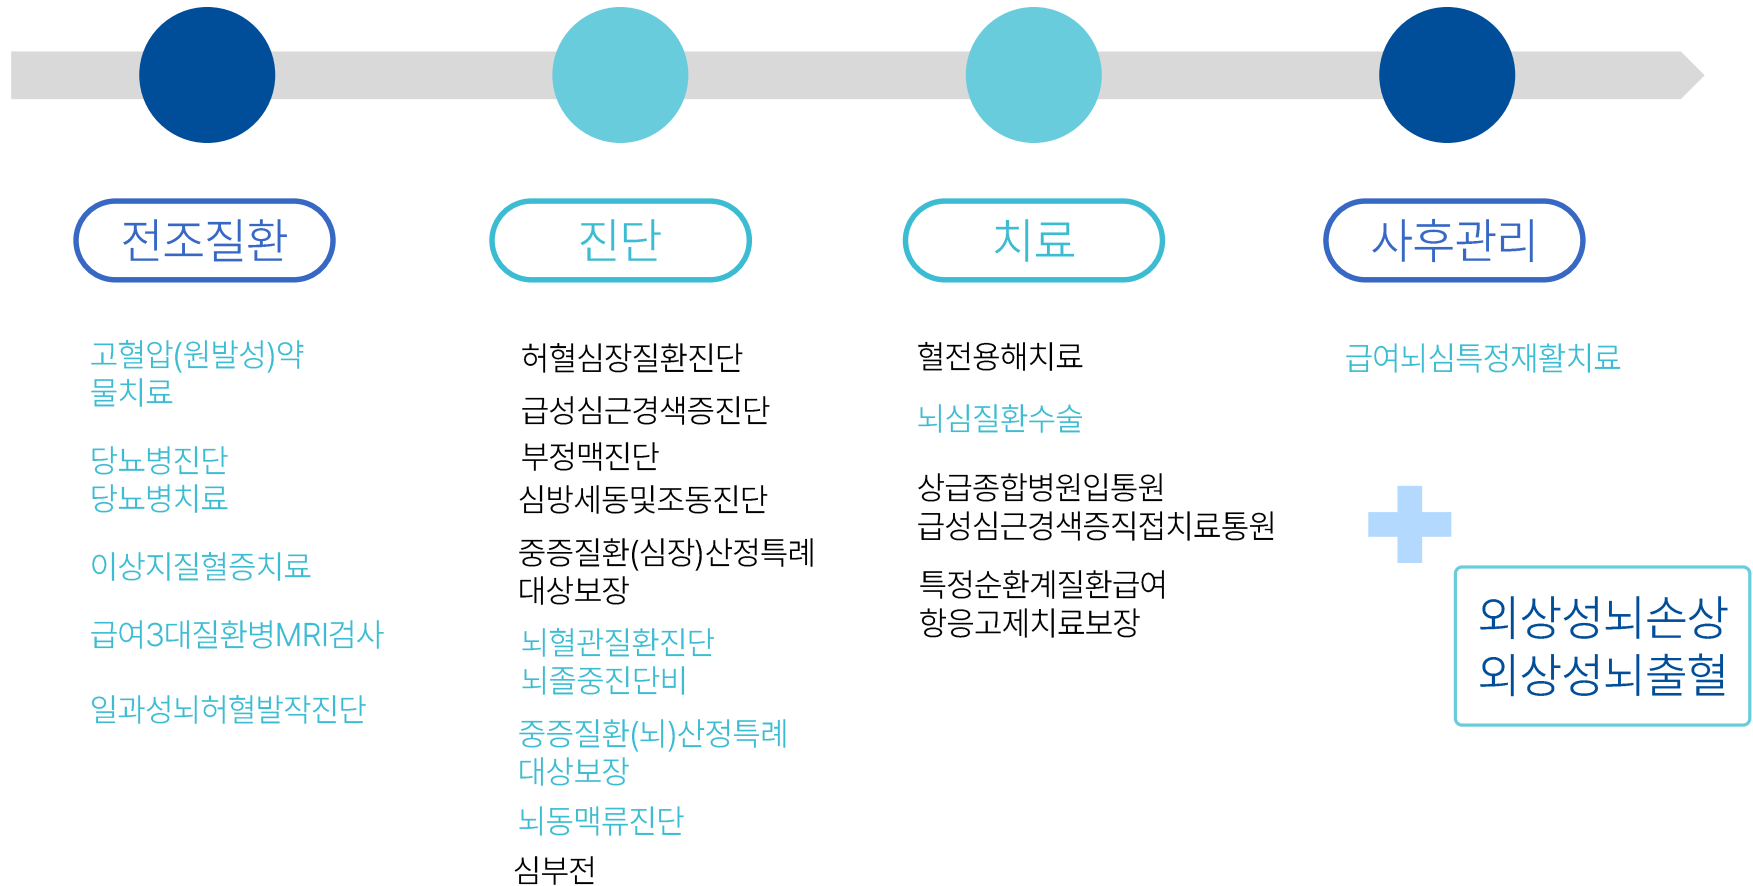 전조질환
진단
치료
사후관리
고혈압(원발성)약
물치료
당뇨병진단
당뇨병치료
이상지질혈증치료
급여3대질환병MRI검사
일과성뇌허혈발작진단
허혈심장질환진단
급성심근경색증진단
부정맥진단
심방세동및조동진단
중증질환(심장)산정특례
대상보장
뇌혈관질환진단
뇌졸중진단비
중증질환(뇌)산정특례
대상보장
뇌동맥류진단
심부전
혈전용해치료
뇌심질환수술
상급종합병원입통원
급성심근경색증직접치료통원
특정순환계질환급여
항응고제치료보장
급여뇌심특정재활치료
외상성뇌손상
외상성뇌출혈